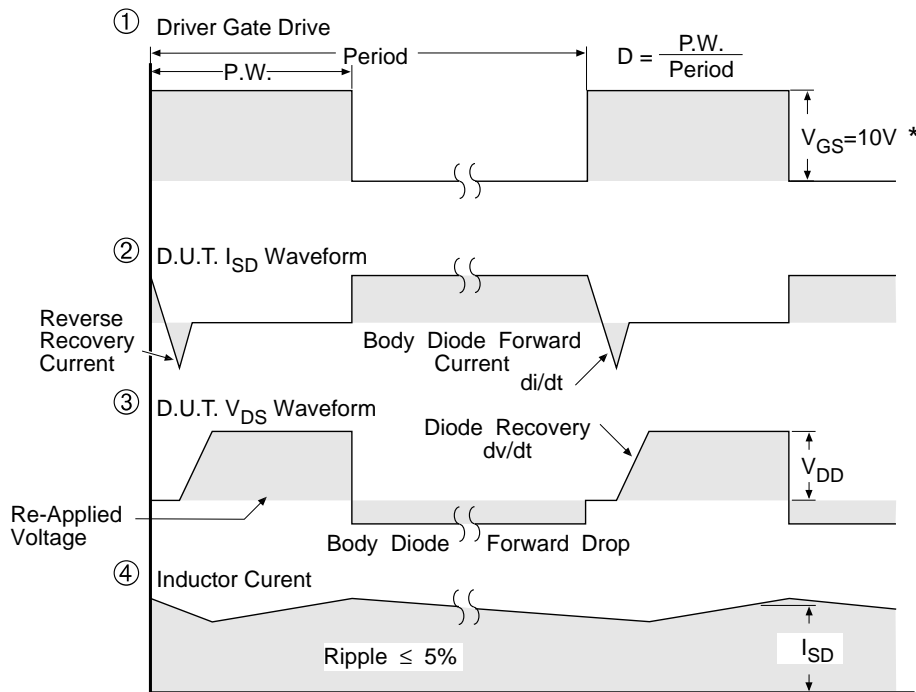 ① Driver Gate Drive
Period
P.W.
D = P.W. / Period
V_GS=10V *
② D.U.T. I_SD Waveform
Reverse
Recovery
Current
Body Diode Forward
Current
di/dt
③ D.U.T. V_DS Waveform
Diode Recovery
dv/dt
V_DD
Re-Applied
Voltage
Body Diode Forward Drop
④ Inductor Curent
Ripple ≤ 5%
I_SD